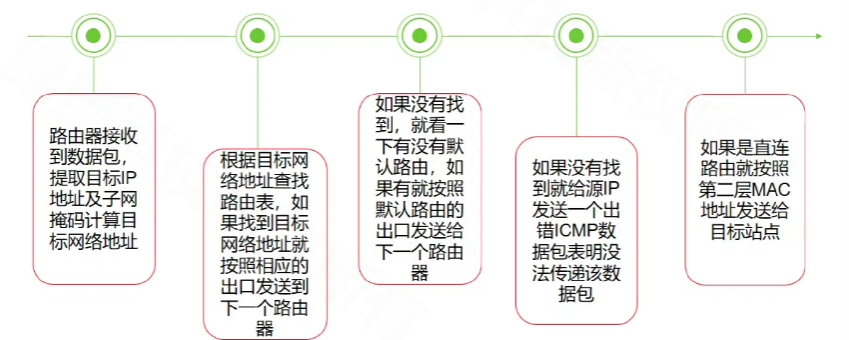 路由器接收
到数据包，
提取目标IP
地址及子网
掩码计算目
标网络地址
根据目标网
络地址查找
路由表，如
果找到目标
网络地址就
按照相应的
出口发送到
下一个路由
器
如果没有找
到，就看一
下有没有默
认路由，如
果有就按照
默认路由的
出口发送给
下一个路由
器
如果没有找
到就给源IP
发送一个出
错ICMP数
据包表明没
法传递该数
据包
如果是直连
路由就按照
第二层MAC
地址发送给
目标站点